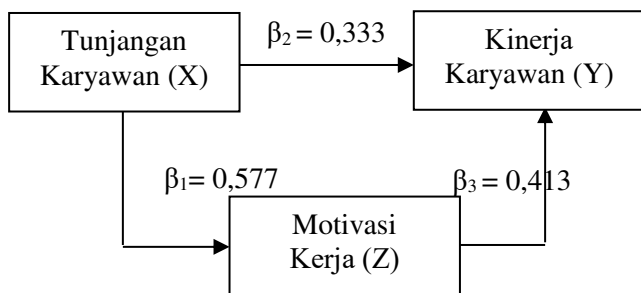 Tunjangan
Karyawan (X)
β2 = 0,333
Kinerja
Karyawan (Y)
β1= 0,577
β3 = 0,413
Motivasi
Kerja (Z)